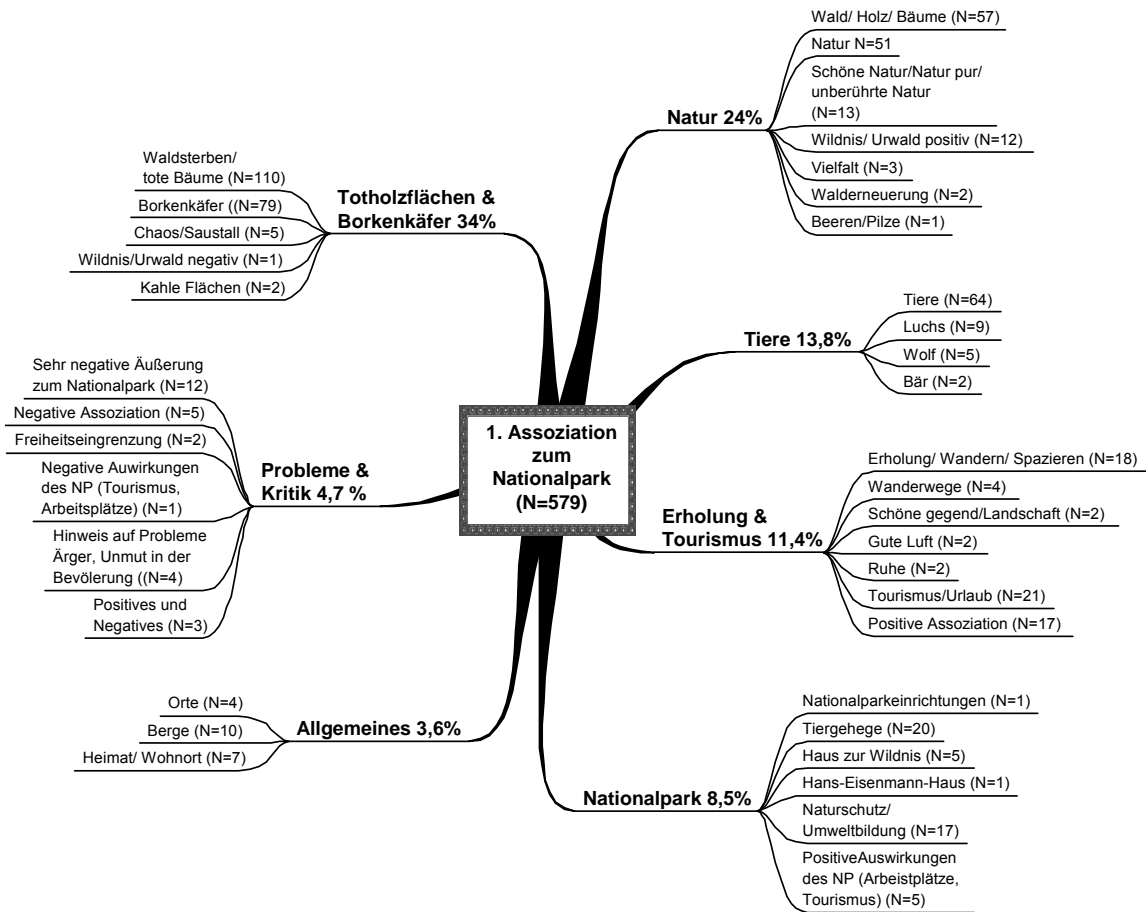 1. Assoziation
zum
Nationalpark
(N=579)
Natur 24%
Wald/ Holz/ Bäume (N=57)
Natur N=51
Schöne Natur/Natur pur/
unberührte Natur
(N=13)
Wildnis/ Urwald positiv (N=12)
Vielfalt (N=3)
Walderneuerung (N=2)
Beeren/Pilze (N=1)
Tiere 13,8%
Tiere (N=64)
Luchs (N=9)
Wolf (N=5)
Bär (N=2)
Erholung &
Tourismus 11,4%
Erholung/ Wandern/ Spazieren (N=18)
Wanderwege (N=4)
Schöne gegend/Landschaft (N=2)
Gute Luft (N=2)
Ruhe (N=2)
Tourismus/Urlaub (N=21)
Positive Assoziation (N=17)
Nationalpark 8,5%
Nationalparkeinrichtungen (N=1)
Tiergehege (N=20)
Haus zur Wildnis (N=5)
Hans-Eisenmann-Haus (N=1)
Naturschutz/
Umweltbildung (N=17)
PositiveAuswirkungen
des NP (Arbeistplätze,
Tourismus) (N=5)
Totholzflächen &
Borkenkäfer 34%
Waldsterben/
tote Bäume (N=110)
Borkenkäfer ((N=79)
Chaos/Saustall (N=5)
Wildnis/Urwald negativ (N=1)
Kahle Flächen (N=2)
Probleme &
Kritik 4,7 %
Sehr negative Äußerung
zum Nationalpark (N=12)
Negative Assoziation (N=5)
Freiheitseingrenzung (N=2)
Negative Auwirkungen
des NP (Tourismus,
Arbeitsplätze) (N=1)
Hinweis auf Probleme
Ärger, Unmut in der
Bevölerung ((N=4)
Positives und
Negatives (N=3)
Allgemeines 3,6%
Orte (N=4)
Berge (N=10)
Heimat/ Wohnort (N=7)